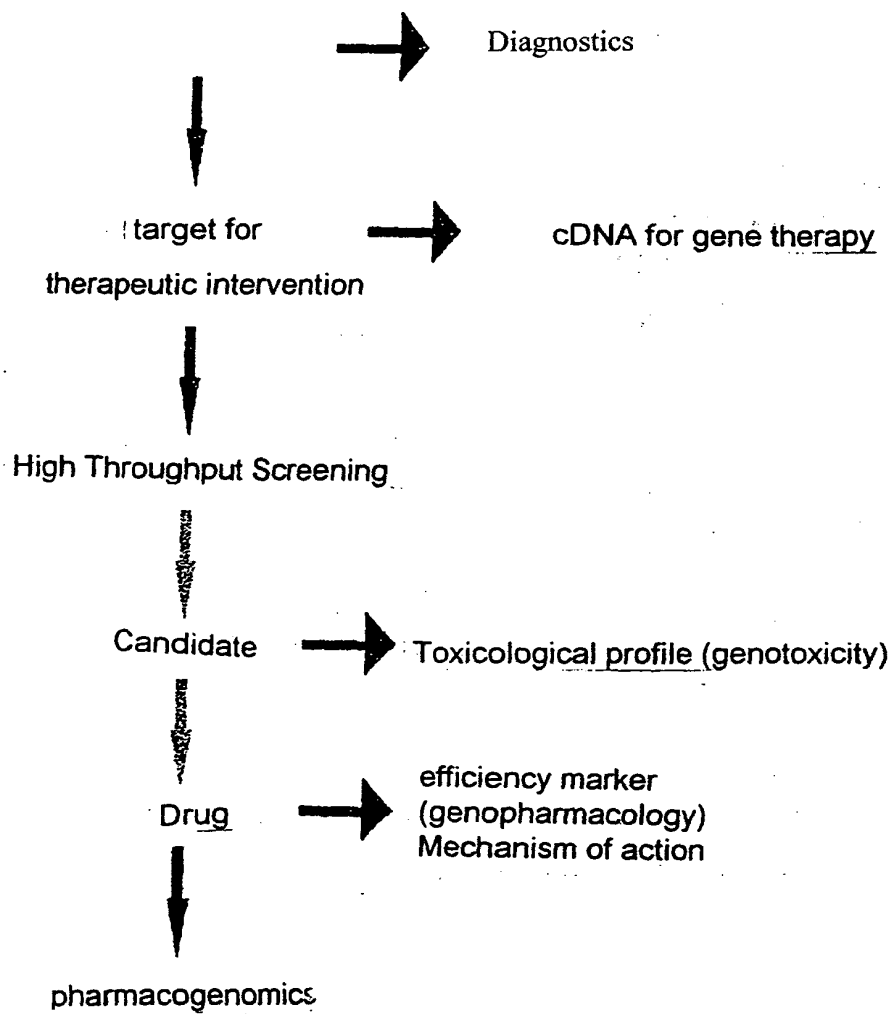 Diagnostics
target for
therapeutic intervention
cDNA for gene therapy
High Throughput Screening
Candidate
Toxicological profile (genotoxicity)
Drug
efficiency marker
(genopharmacology)
Mechanism of action
pharmacogenomics